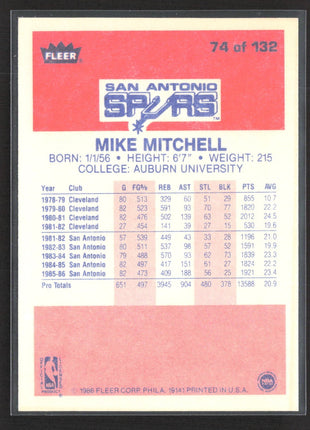 FLEER
74 of 132
SAN ANTONIO
SPURS
TM
MIKE MITCHELL
BORN: 1/1/56 • HEIGHT: 6'7" • WEIGHT: 215
COLLEGE: AUBURN UNIVERSITY
Year Club G FG% REB AST STL BLK PTS AVG
1978-79 Cleveland 80 .513 329 60 51 29 855 10.7
1979-80 Cleveland 82 .523 591 93 70 77 1820 22.2
1980-81 Cleveland 82 .476 502 139 63 52 2012 24.5
1981-82 Cleveland 27 .454 141 39 530 19.6
1981-82 San Antonio 57 .539 449 43 33 28 1196 21.0
1982-83 San Antonio 80 .511 537 98 57 52 1591 19.9
1983-84 San Antonio 79 .488 570 93 62 73 1839 23.3
1984-85 San Antonio 82 .497 417 151 61 27 1824 22.2
1985-86 San Antonio 82 .473 409 188 56 25 1921 23.4
Pro Totals 651 .497 3945 904 480 378 13588 20.9
NBA
© 1986 FLEER CORP. PHILA. 19141 PRINTED IN U.S.A.